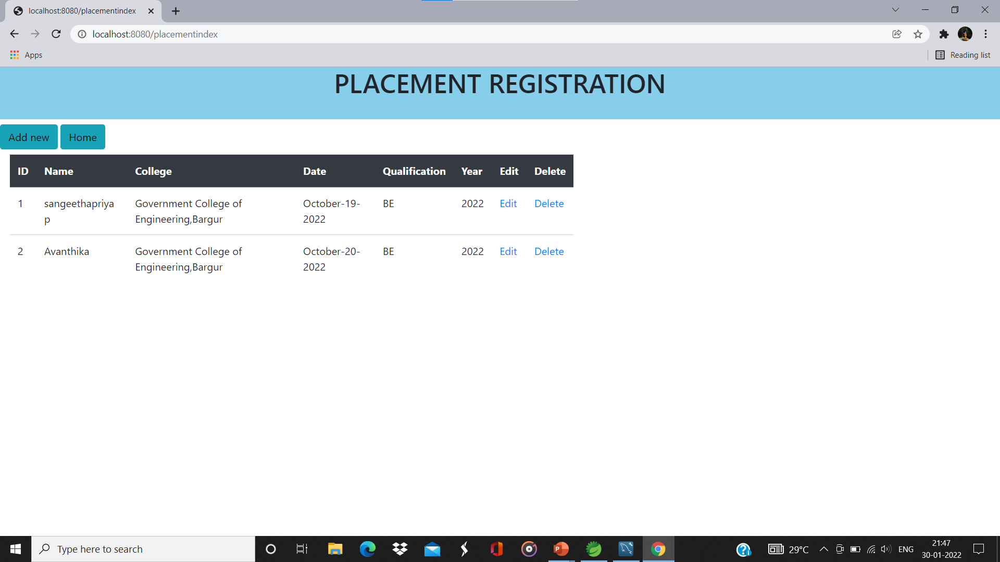 localhost:8080/placementindex
localhost:8080/placementindex
Apps
Reading list
PLACEMENT REGISTRATION
Add new
Home
ID Name College Date Qualification Year Edit Delete
1 sangeethapriya Government College of October-19- BE 2022 Edit Delete
p Engineering,Bargur 2022
2 Avanthika Government College of October-20- BE 2022 Edit Delete
Engineering,Bargur 2022
Type here to search
29°C
ENG
21:47
30-01-2022